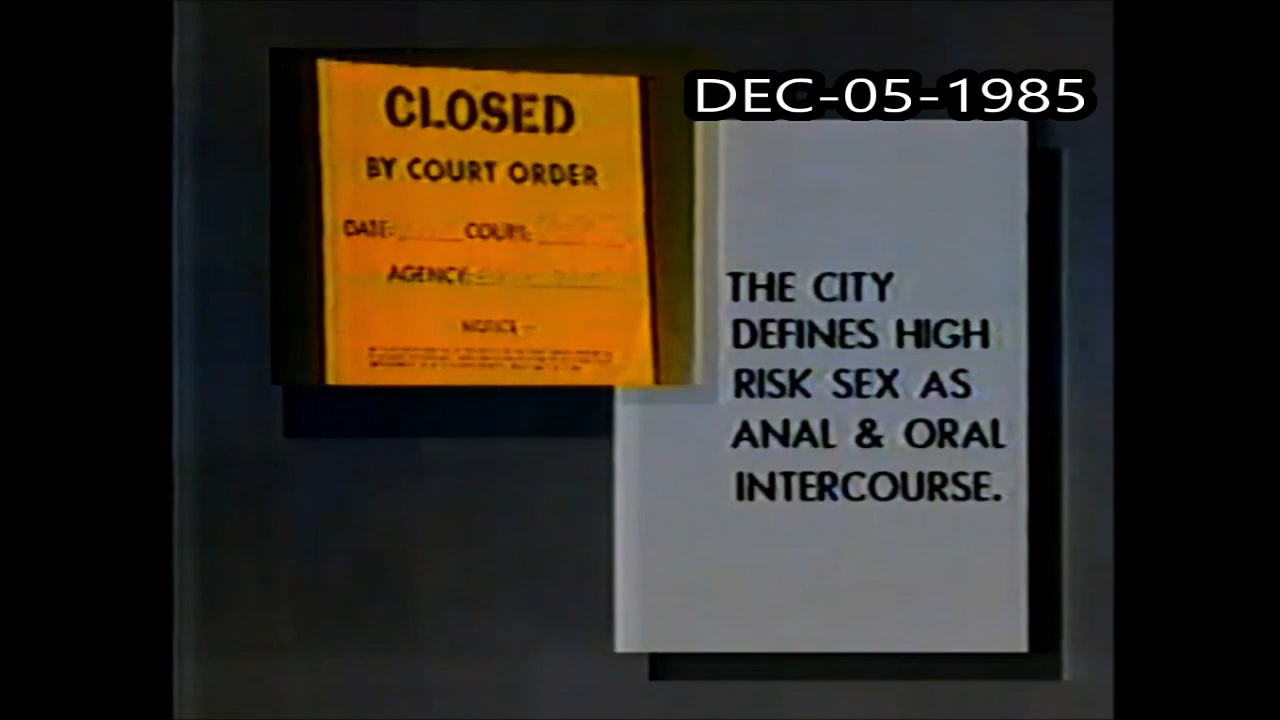 CLOSED
BY COURT ORDER
DATE: COURT:
AGENCY:
NOTICE
DEC-05-1985
THE CITY
DEFINES HIGH
RISK SEX AS
ANAL & ORAL
INTERCOURSE.